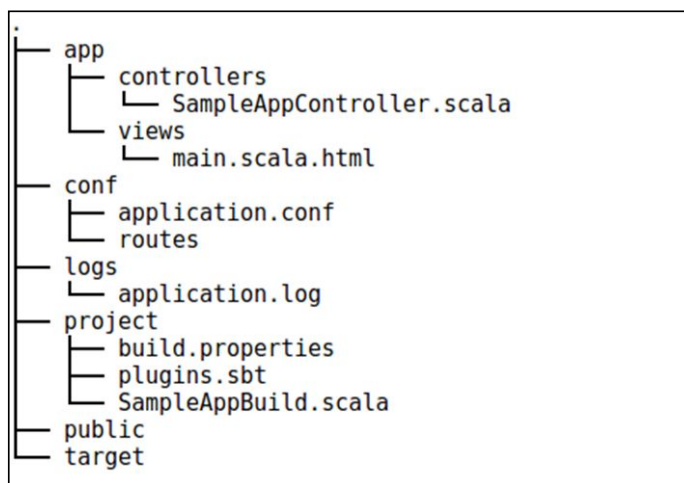 .
├── app
│   ├── controllers
│   │   └── SampleAppController.scala
│   └── views
│       └── main.scala.html
├── conf
│   ├── application.conf
│   └── routes
├── logs
│   └── application.log
├── project
│   ├── build.properties
│   ├── plugins.sbt
│   └── SampleAppBuild.scala
├── public
└── target